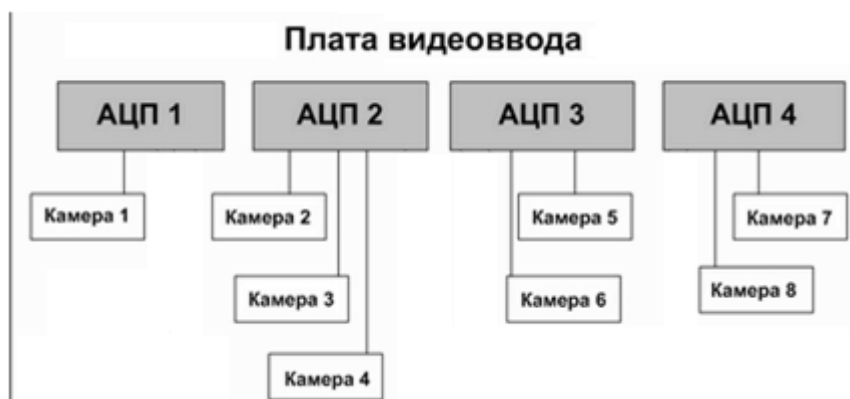 Плата видеоввода
АЦП 1
АЦП 2
АЦП 3
АЦП 4
Камера 1
Камера 2
Камера 5
Камера 7
Камера 3
Камера 6
Камера 8
Камера 4